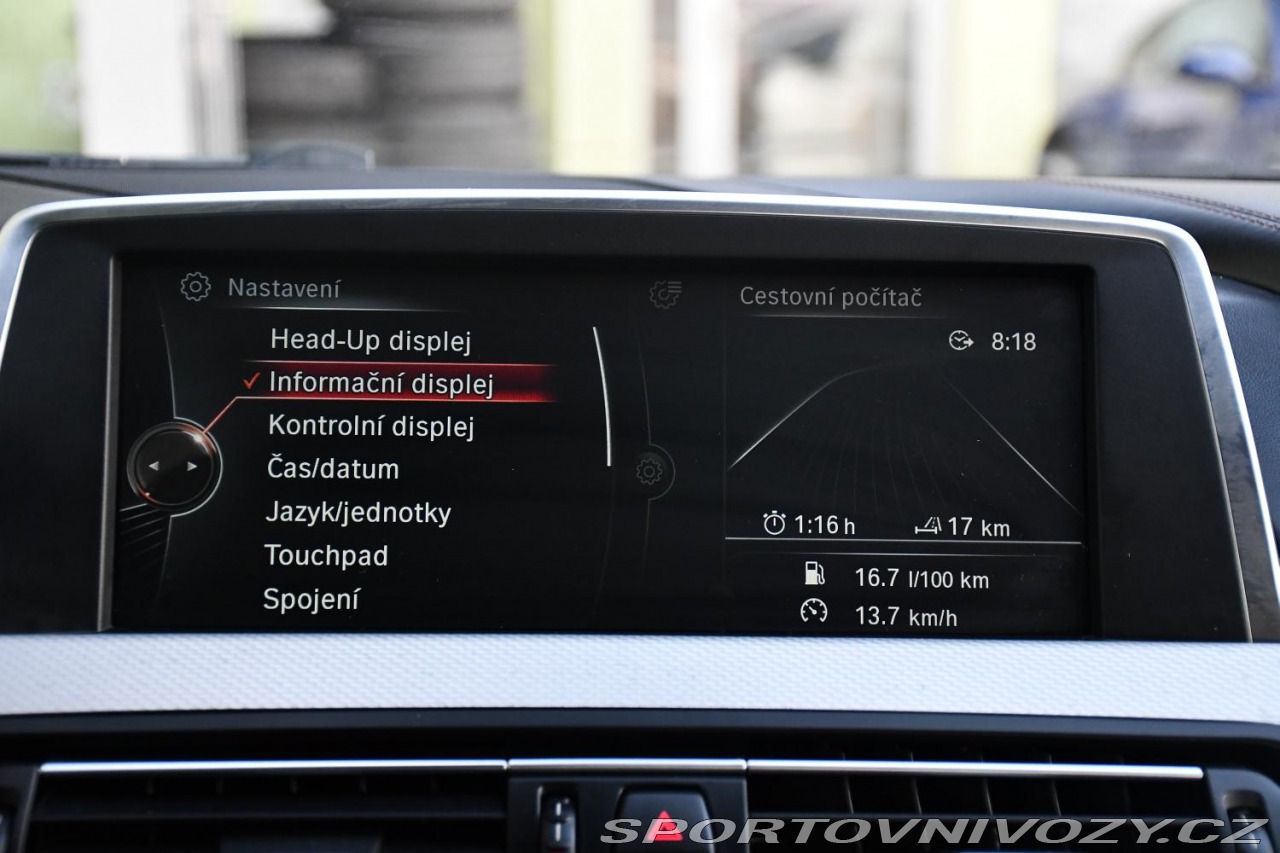 Nastavení
Head-Up displej
Informační displej
Kontrolní displej
Čas/datum
Jazyk/jednotky
Touchpad
Spojení
Cestovní počítač
8:18
1:16 h 17 km
16.7 l/100 km
13.7 km/h
SPORTOVNIVOZY.CZ